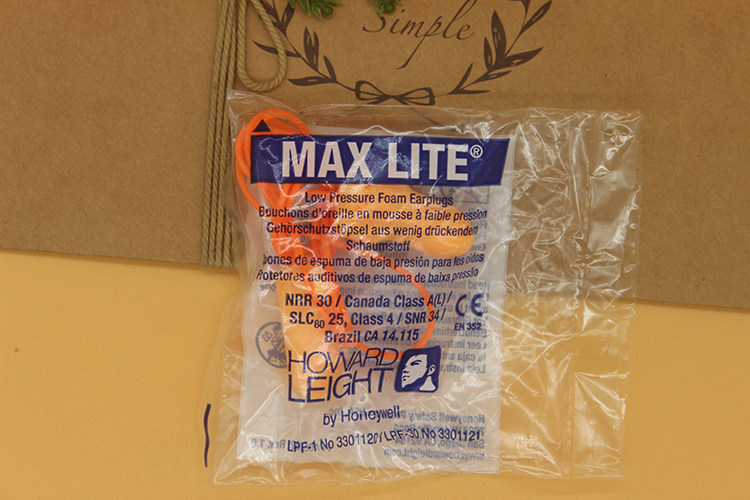 Simple
MAX LITE®
Low Pressure Foam Earplugs
Bouchons d'oreille en mousse à faible pression
Gehörschutzstöpsel aus wenig drückendem
Schaumstoff
ones de espuma de baja presión para los oídos
Protetores auditivos de espuma de baixa pressão
NRR 30 / Canada Class A(L) /
SLC80 25, Class 4 / SNR 34 /
Brazil CA 14.115
CE
EN 352
HOWARD
LEIGHT
by Honeywell
LPF-1 No 3301120 / LPF-30 No 3301121